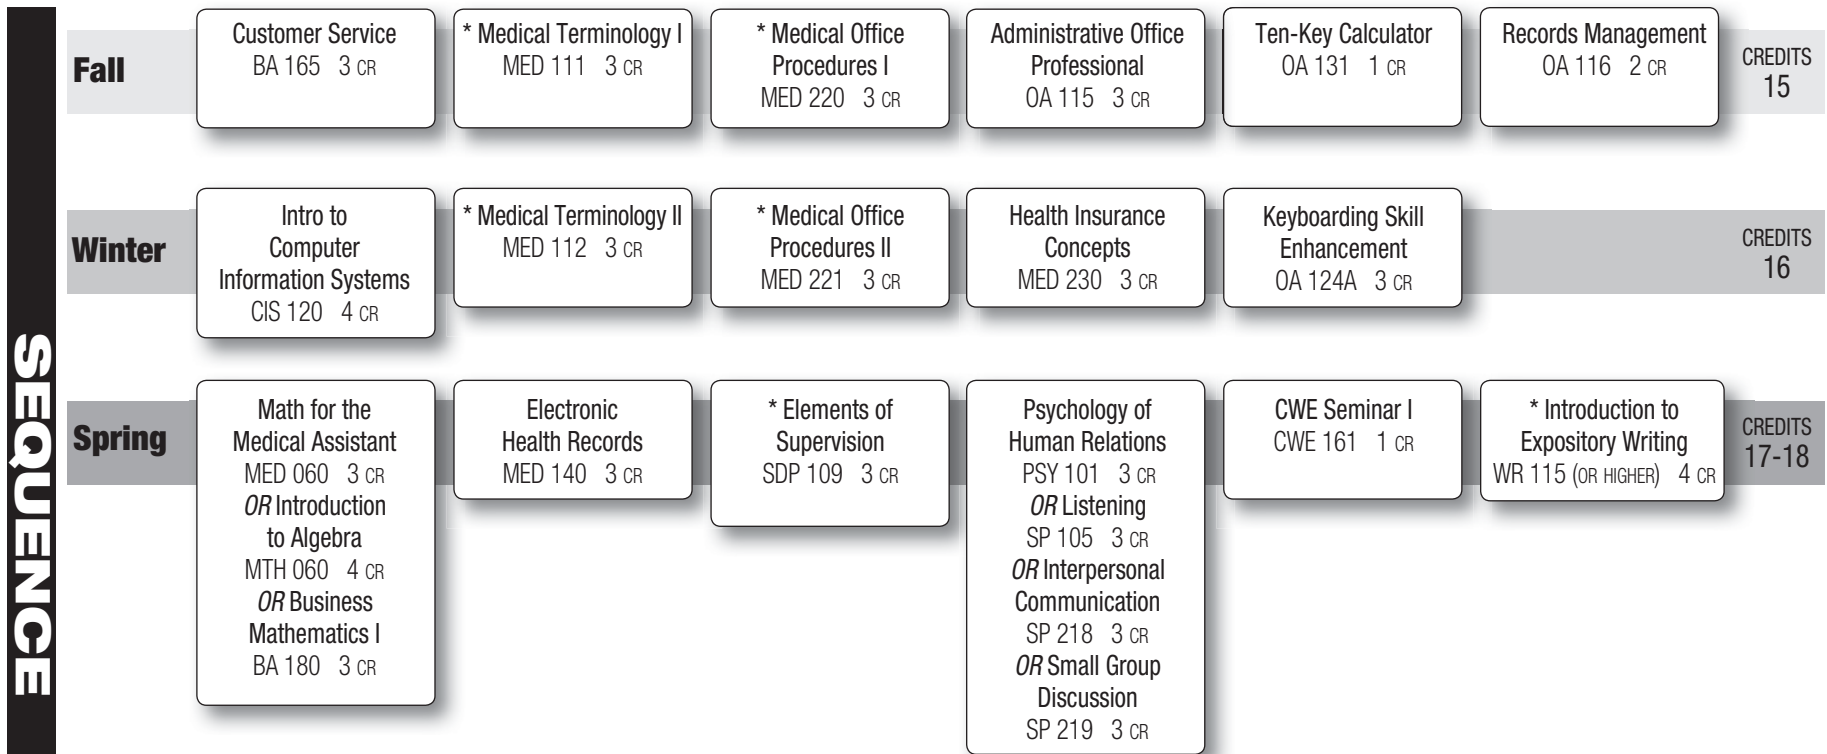 SEQUENCE
Fall
Customer Service
BA 165 3 CR
* Medical Terminology I
MED 111 3 CR
* Medical Office
Procedures I
MED 220 3 CR
Administrative Office
Professional
OA 115 3 CR
Ten-Key Calculator
OA 131 1 CR
Records Management
OA 116 2 CR
CREDITS
15
Winter
Intro to
Computer
Information Systems
CIS 120 4 CR
* Medical Terminology II
MED 112 3 CR
* Medical Office
Procedures II
MED 221 3 CR
Health Insurance
Concepts
MED 230 3 CR
Keyboarding Skill
Enhancement
OA 124A 3 CR
CREDITS
16
Spring
Math for the
Medical Assistant
MED 060 3 CR
OR Introduction
to Algebra
MTH 060 4 CR
OR Business
Mathematics I
BA 180 3 CR
Electronic
Health Records
MED 140 3 CR
* Elements of
Supervision
SDP 109 3 CR
Psychology of
Human Relations
PSY 101 3 CR
OR Listening
SP 105 3 CR
OR Interpersonal
Communication
SP 218 3 CR
OR Small Group
Discussion
SP 219 3 CR
CWE Seminar I
CWE 161 1 CR
* Introduction to
Expository Writing
WR 115 (OR HIGHER) 4 CR
CREDITS
17-18